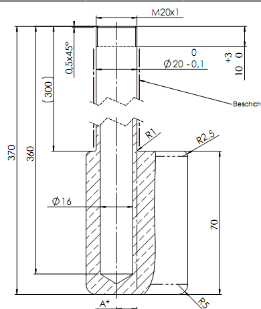 M20x1
0,5x45°
0
Ø20 -0,1
+3
10 0
(300)
Beschich
R1
R2,5
370
360
Ø16
70
A*
R5